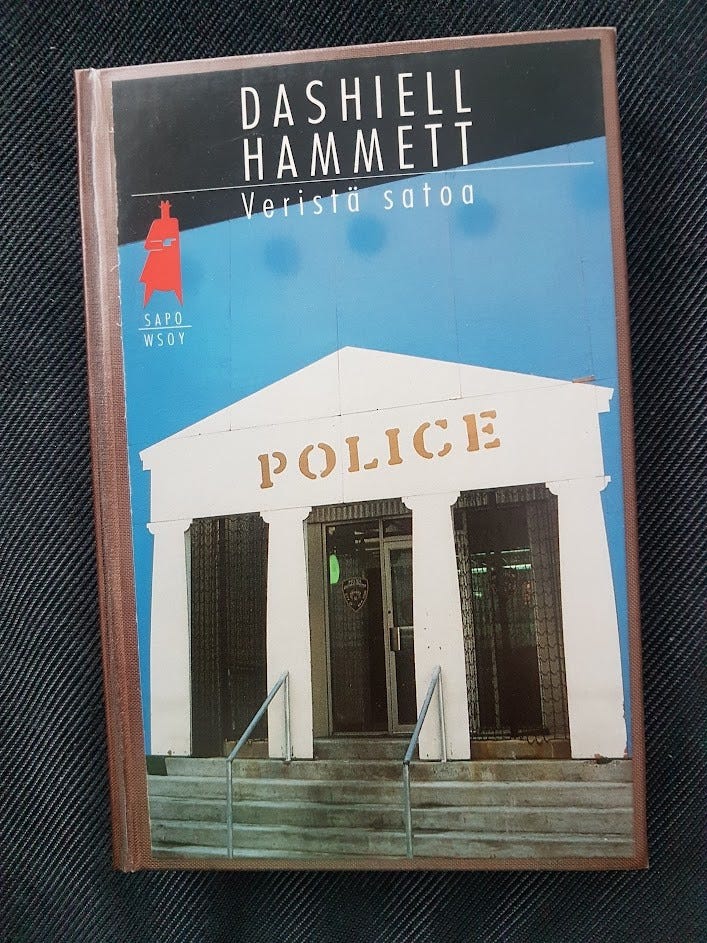 DASHIELL
HAMMETT
Veristä satoa
SAPO
WSOY
POLICE